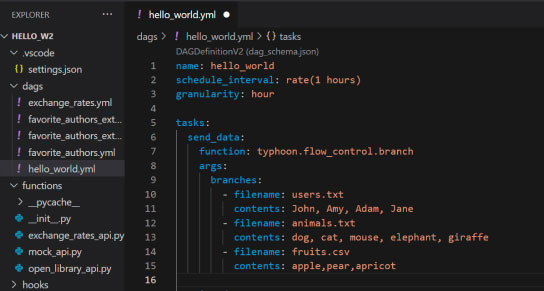 EXPLORER
HELLO_W2
.vscode
settings.json
dags
exchange_rates.yml
favorite_authors_ext...
favorite_authors_ext...
favorite_authors.yml
hello_world.yml
functions
__pycache__
__init__.py
exchange_rates_api.py
mock_api.py
open_library_api.py
hooks
hello_world.yml
dags > hello_world.yml > tasks
DAGDefinitionV2 (dag_schema.json)
1 name: hello_world
2 schedule_interval: rate(1 hours)
3 granularity: hour
4
5 tasks:
6 send_data:
7 function: typhoon.flow_control.branch
8 args:
9 branches:
10 - filename: users.txt
11 contents: John, Amy, Adam, Jane
12 - filename: animals.txt
13 contents: dog, cat, mouse, elephant, giraffe
14 - filename: fruits.csv
15 contents: apple,pear,apricot
16